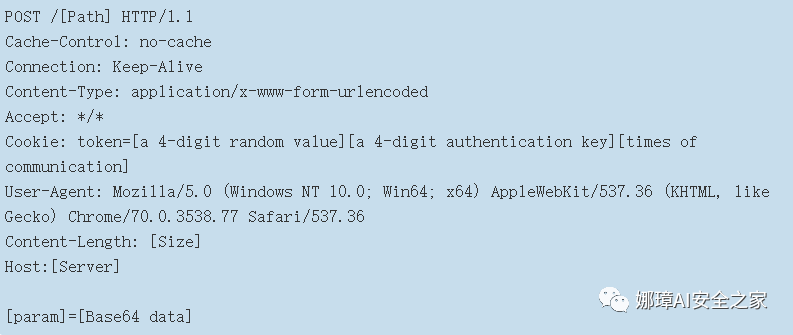 POST /[Path] HTTP/1.1
Cache-Control: no-cache
Connection: Keep-Alive
Content-Type: application/x-www-form-urlencoded
Accept: */*
Cookie: token=[a 4-digit random value][a 4-digit authentication key][times of
communication]
User-Agent: Mozilla/5.0 (Windows NT 10.0; Win64; x64) AppleWebKit/537.36 (KHTML, like
Gecko) Chrome/70.0.3538.77 Safari/537.36
Content-Length: [Size]
Host:[Server]
[param]=[Base64 data]
娜璋AI安全之家